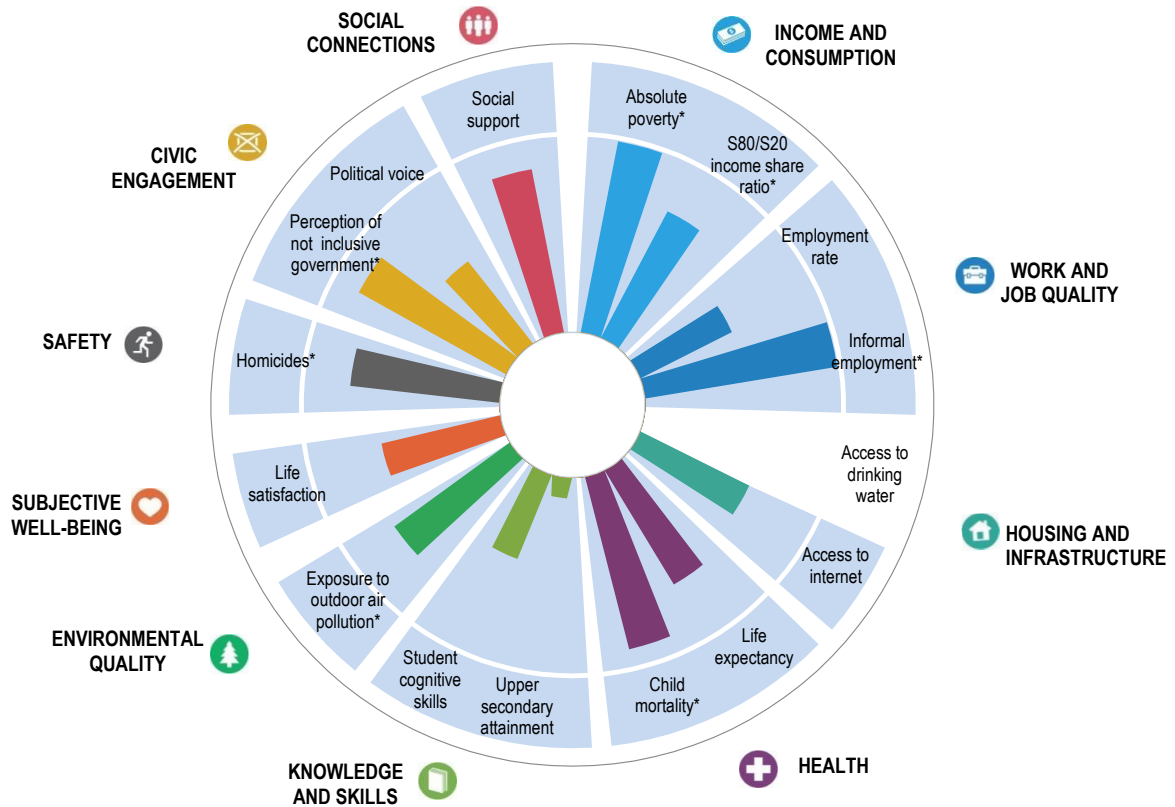 SOCIAL
CONNECTIONS
INCOME AND
CONSUMPTION
Social
support
Absolute
poverty*
S80/S20
income share
ratio*
CIVIC
ENGAGEMENT
Political voice
Perception of
not inclusive
government*
Employment
rate
WORK AND
JOB QUALITY
SAFETY
Homicides*
Informal
employment*
Access to
drinking
water
Life
satisfaction
SUBJECTIVE
WELL-BEING
HOUSING AND
INFRASTRUCTURE
Access to
internet
Exposure to
outdoor air
pollution*
ENVIRONMENTAL
QUALITY
Student
cognitive
skills
Upper
secondary
attainment
Child
mortality*
Life
expectancy
KNOWLEDGE
AND SKILLS
HEALTH